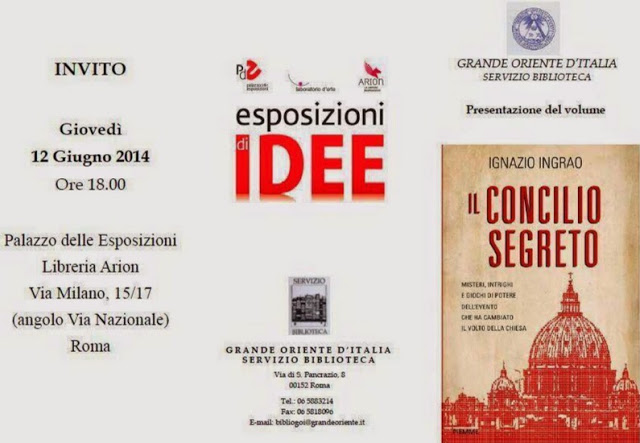 INVITO
Giovedì
12 Giugno 2014
Ore 18.00
Palazzo delle Esposizioni
Libreria Arion
Via Milano, 15/17
(angolo Via Nazionale)
Roma
PdE
laboratorio d'arte
ARION
esposizioni
di IDEE
SERVIZIO
BIBLIOTECA
GRANDE ORIENTE D'ITALIA
SERVIZIO BIBLIOTECA
Via di S. Pancrazio, 8
00152 Roma
Tel.: 06 5883214
Fax: 06 5818096
E-mail: bibliogoi@grandeoriente.it
GRANDE ORIENTE D'ITALIA
SERVIZIO BIBLIOTECA
Presentazione del volume
IGNAZIO INGRAO
IL CONCILIO
SEGRETO
MISTERI, INTRIGHI
E GIOCHI DI POTERE
DELL'EVENTO
CHE HA CAMBIATO
IL VOLTO DELLA CHIESA